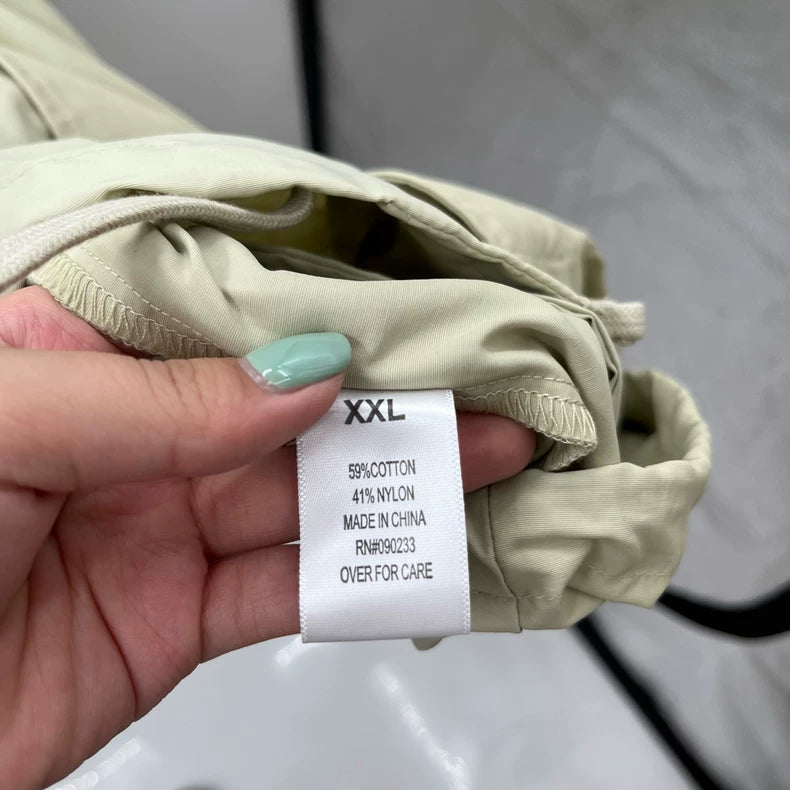 XXL
59%COTTON
41% NYLON
MADE IN CHINA
RN#090233
OVER FOR CARE